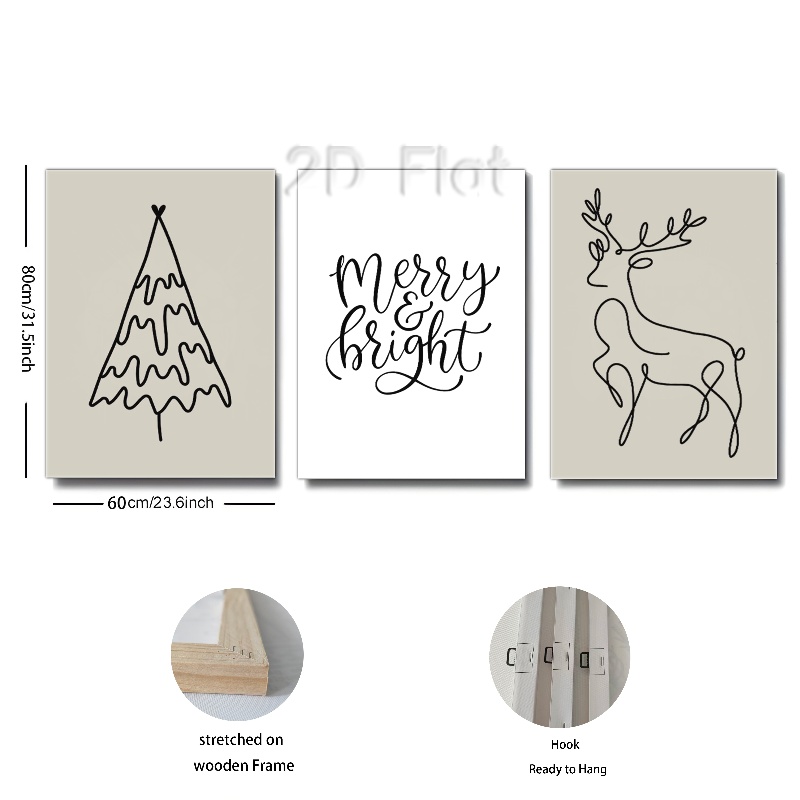 2D Flat
80cm/31.5inch
Merry
&
bright
60cm/23.6inch
stretched on
wooden Frame
Hook
Ready to Hang